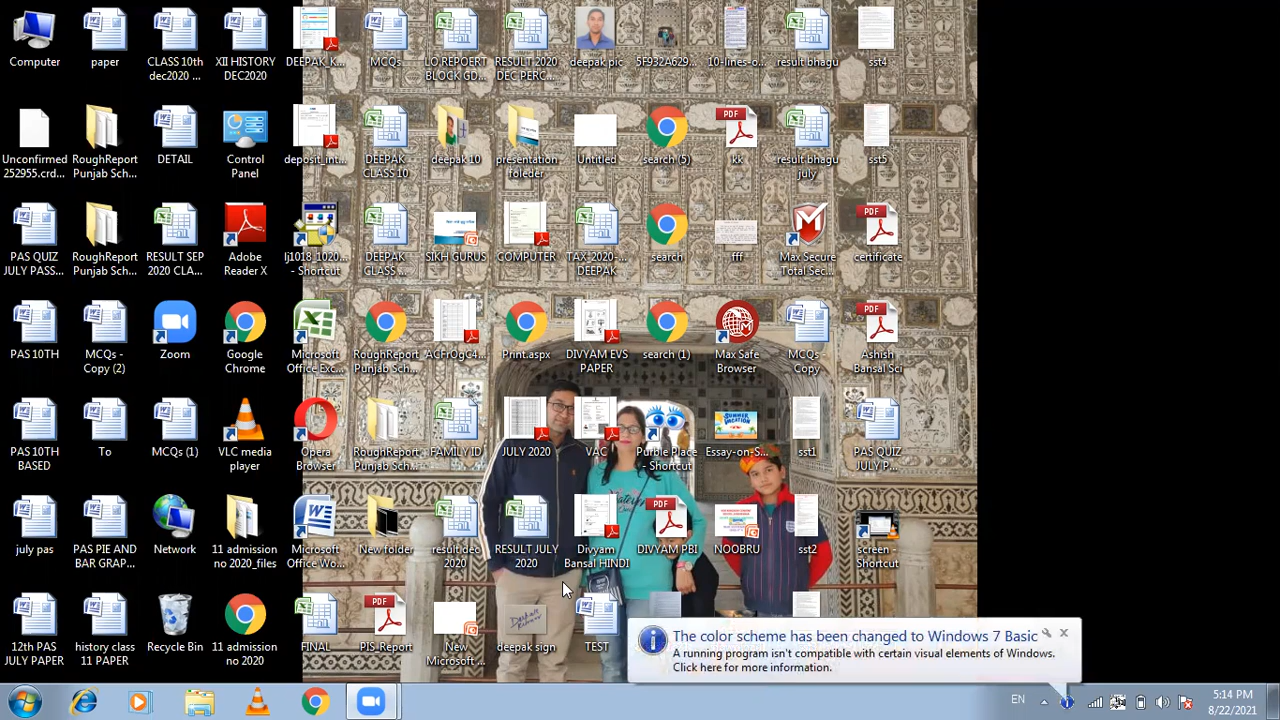 Computer
paper
CLASS 10th
dec2020 ...
XII HISTORY
DEC2020
DEEPAK_K...
MCQs
LO REPOERT
BLOCK GD...
RESULT 2020
DEC PERC...
deepak pic
5F932A629...
10-lines-o...
result bhagu
sst4
Unconfirmed
252959.crd...
RoughReport
Punjab Sch...
DETAIL
Control
Panel
deposit_int...
DEEPAK
CLASS 10
deepak 10
presentation
foleder
Untitled
search (5)
kk
result bhagu
july
sst5
PAS QUIZ
JULY PASS...
RoughReport
Punjab Sch...
RESULT SEP
2020 CLA...
Adobe
Reader X
lj1018_1020...
- Shortcut
DEEPAK
CLASS ...
SIKH GURUS
COMPUTER
TAX-2020-...
DEEPAK
search
fff
Max Secure
Total Sec...
certificate
PAS 10TH
MCQs -
Copy (2)
Zoom
Google
Chrome
Microsoft
Office Exc...
RoughReport
Punjab Sch...
ACFrOgC4...
Print.aspx
DIVYAM EVS
PAPER
search (1)
Max Safe
Browser
MCQs -
Copy
Ashish
Bansal Sci
PAS 10TH
BASED
To
MCQs (1)
VLC media
player
Opera
Browser
RoughReport
Punjab Sch...
FAMILY ID
JULY 2020
VAC
Purble Place
- Shortcut
Essay-on-S...
sst1
PAS QUIZ
JULY P...
july pas
PAS PIE AND
BAR GRAP...
Network
11 admission
no 2020_files
Microsoft
Office Wo...
New folder
result dec
2020
RESULT JULY
2020
Divyam
Bansal HINDI
DIVYAM PBI
NOOBRU
sst2
screen -
Shortcut
12th PAS
JULY PAPER
history class
11 PAPER
Recycle Bin
11 admission
no 2020
FINAL
PIS Report
New
Microsoft ...
deepak sign
TEST
The color scheme has been changed to Windows 7 Basic
A running program isn't compatible with certain visual elements of Windows.
Click here for more information.
EN
5:14 PM
8/22/2021